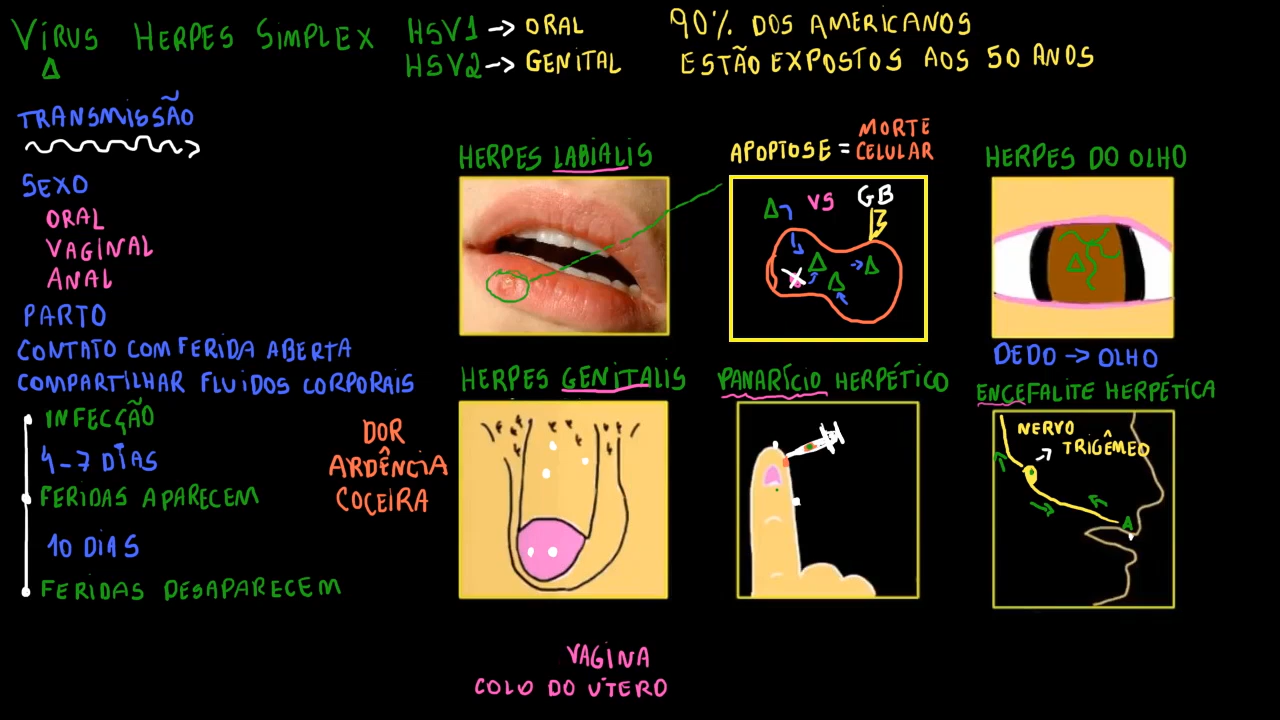 VÍRUS HERPES SIMPLEX
HSV1 → ORAL
HSV2 → GENITAL
90% DOS AMERICANOS
ESTÃO EXPOSTOS AOS 50 ANOS
TRANSMISSÃO
SEXO
ORAL
VAGINAL
ANAL
PARTO
CONTATO COM FERIDA ABERTA
COMPARTILHAR FLUIDOS CORPORAIS
INFECÇÃO
4-7 DIAS
FERIDAS APARECEM
10 DIAS
FERIDAS DESAPARECEM
DOR
ARDÊNCIA
COCEIRA
HERPES LABIALIS
APOPTOSE = MORTE
CELULAR
VS GB
HERPES DO OLHO
DEDO → OLHO
HERPES GENITALIS
PANARÍCIO HERPÉTICO
ENCEFALITE HERPÉTICA
NERVO
TRIGÊMEO
VAGINA
COLO DO UTERO